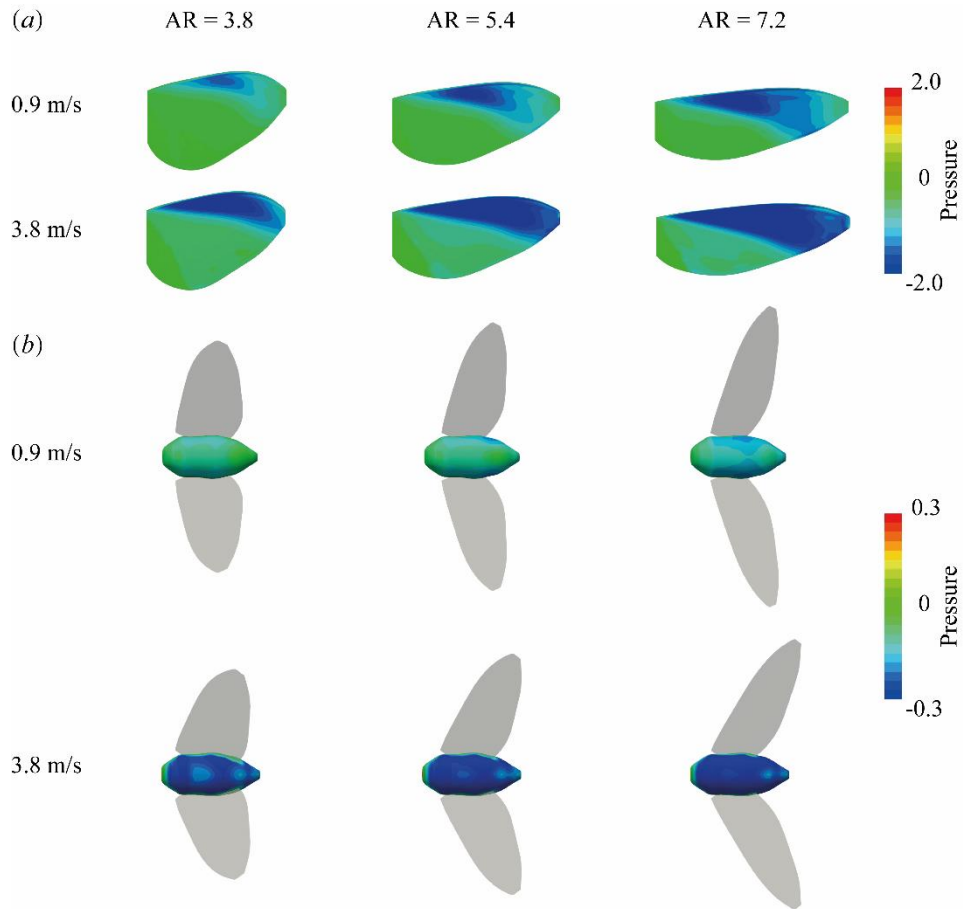 (a) AR = 3.8 AR = 5.4 AR = 7.2
0.9 m/s
2.0
0
-2.0
Pressure
3.8 m/s
(b)
0.9 m/s
0.3
0
-0.3
Pressure
3.8 m/s